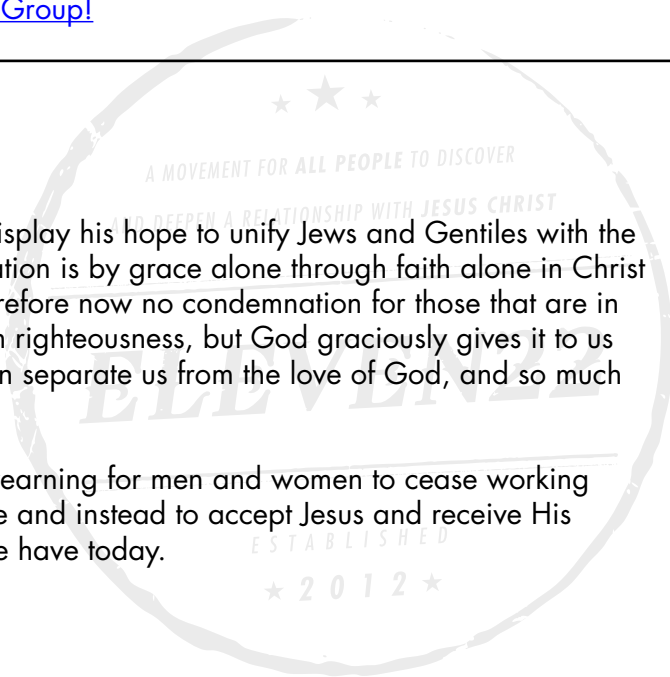 Group!
A MOVEMENT FOR ALL PEOPLE TO DISCOVER
AND DEEPEN A RELATIONSHIP WITH JESUS CHRIST
isplay his hope to unify Jews and Gentiles with the
ation is by grace alone through faith alone in Christ
refore now no condemnation for those that are in
n righteousness, but God graciously gives it to us
n separate us from the love of God, and so much
ELEVEN22
earning for men and women to cease working
e and instead to accept Jesus and receive His
e have today.
ESTABLISHED
2012